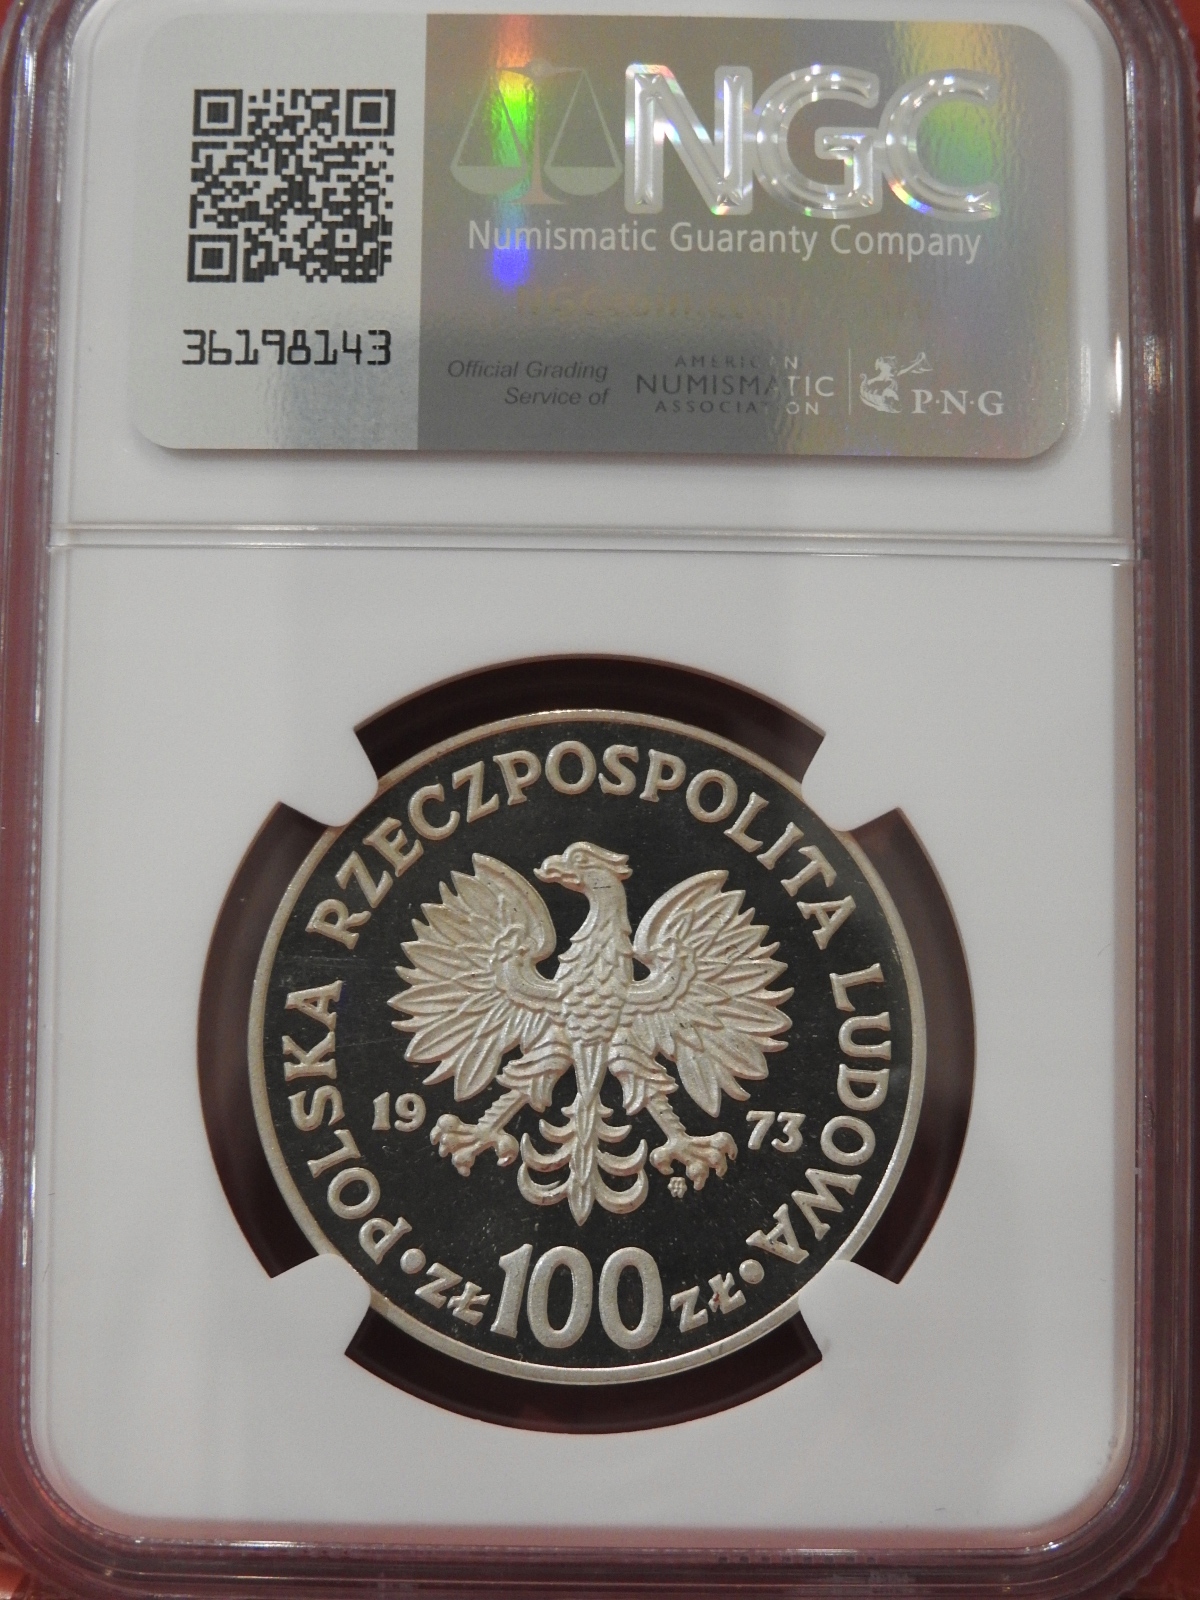 NGC
Numismatic Guaranty Company
36198143
Official Grading
Service of
AMERICAN
NUMISMATIC
ASSOCIATION
P·N·G
POLSKA RZECZPOSPOLITA LUDOWA
19 73
MW
zł 100 zł